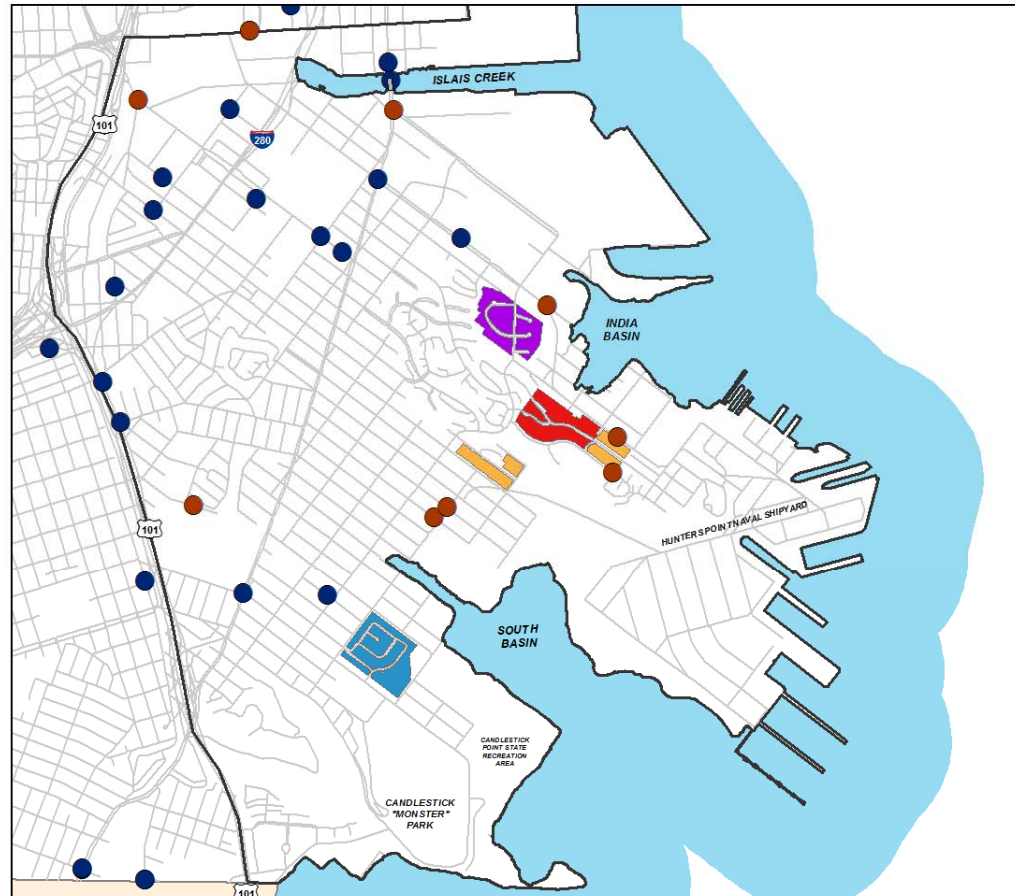 ISLAIS CREEK
101
280
INDIA
BASIN
101
HUNTERS POINT NAVAL SHIPYARD
SOUTH
BASIN
CANDLESTICK
POINT STATE
RECREATION
AREA
CANDLESTICK
"MONSTER"
PARK
101